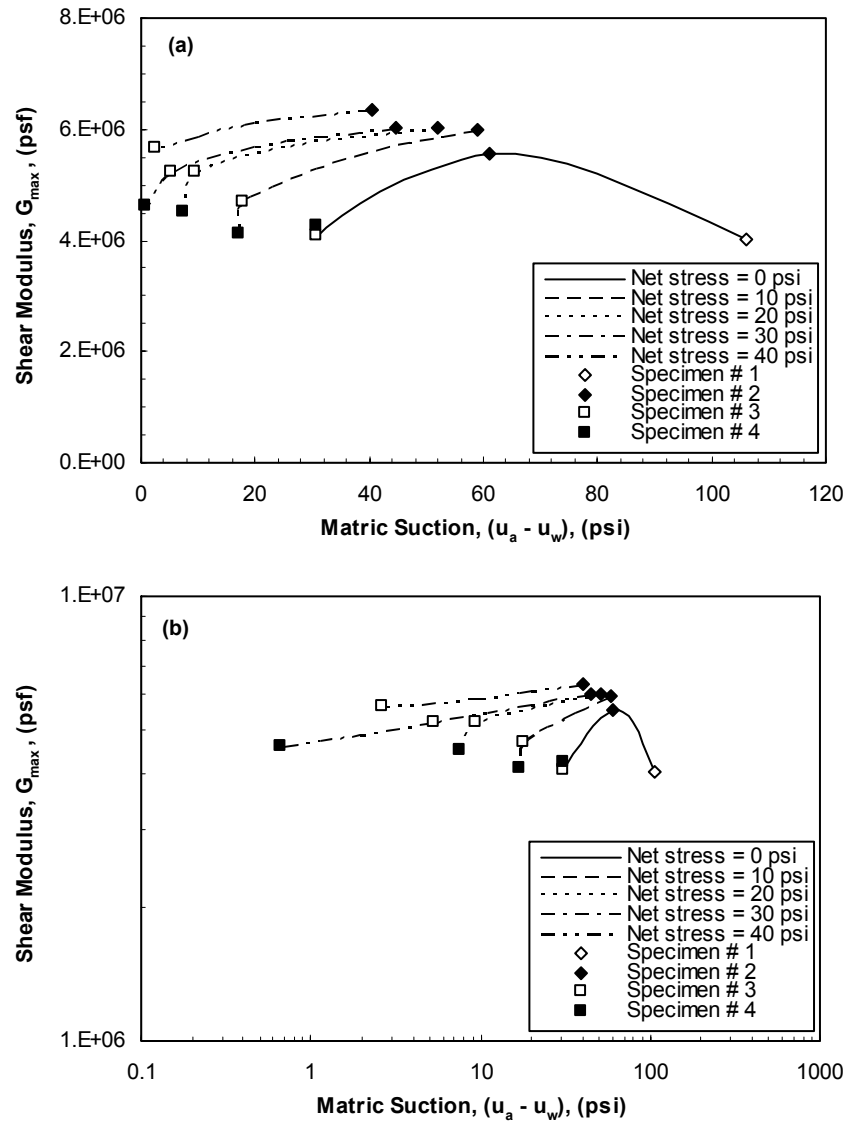 (a)
8.E+06
6.E+06
4.E+06
2.E+06
0.E+00
Shear Modulus, Gmax , (psf)
Net stress = 0 psi
Net stress = 10 psi
Net stress = 20 psi
Net stress = 30 psi
Net stress = 40 psi
Specimen # 1
Specimen # 2
Specimen # 3
Specimen # 4
0 20 40 60 80 100 120
Matric Suction, (ua - uw), (psi)
(b)
1.E+07
1.E+06
Shear Modulus, Gmax , (psf)
Net stress = 0 psi
Net stress = 10 psi
Net stress = 20 psi
Net stress = 30 psi
Net stress = 40 psi
Specimen # 1
Specimen # 2
Specimen # 3
Specimen # 4
0.1 1 10 100 1000
Matric Suction, (ua - uw), (psi)